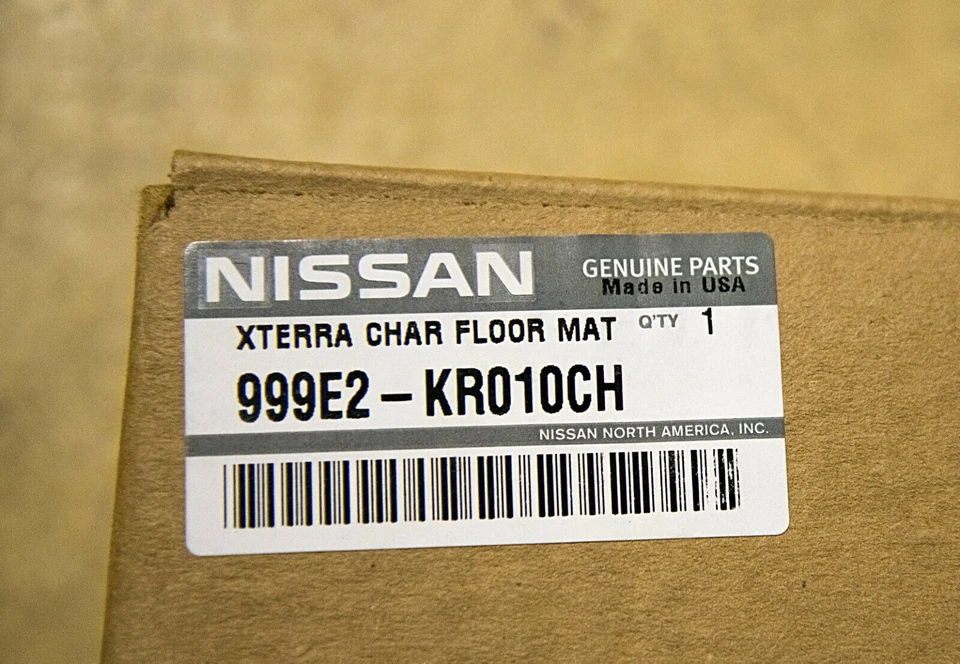 NISSAN
GENUINE PARTS
Made in USA
XTERRA CHAR FLOOR MAT Q'TY 1
999E2-KR010CH
NISSAN NORTH AMERICA, INC.